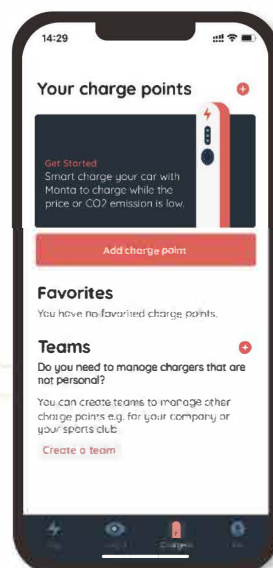 14:29
Your charge points
Get Started
Smart charge your car with
Monta to charge while the
price or CO2 emission is low.
Add charge point
Favorites
You have no favorited charge points.
Teams
Do you need to manage chargers that are
not personal?
You can create teams to manage other
charge points e.g. for your company or
your sports club
Create a team